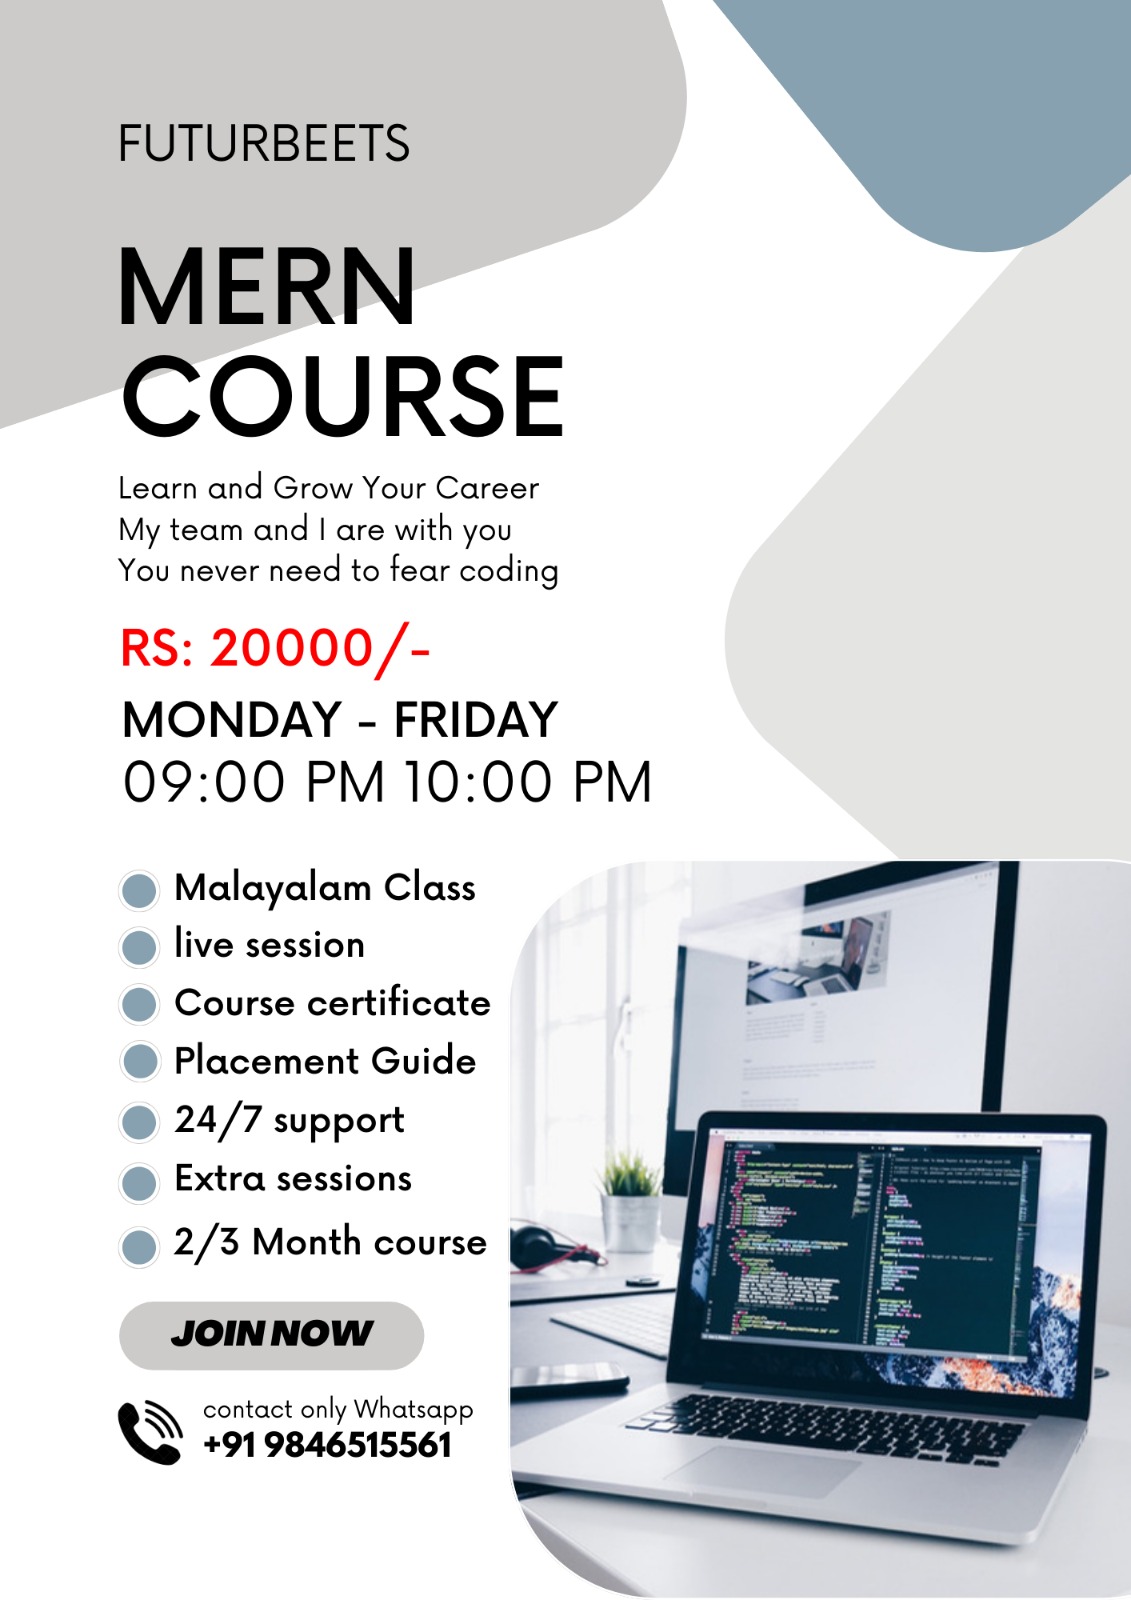 FUTURBEETS
MERN
COURSE
Learn and Grow Your Career
My team and I are with you
You never need to fear coding
RS: 20000/-
MONDAY - FRIDAY
09:00 PM 10:00 PM
Malayalam Class
live session
Course certificate
Placement Guide
24/7 support
Extra sessions
2/3 Month course
JOIN NOW
contact only Whatsapp
+91 9846515561